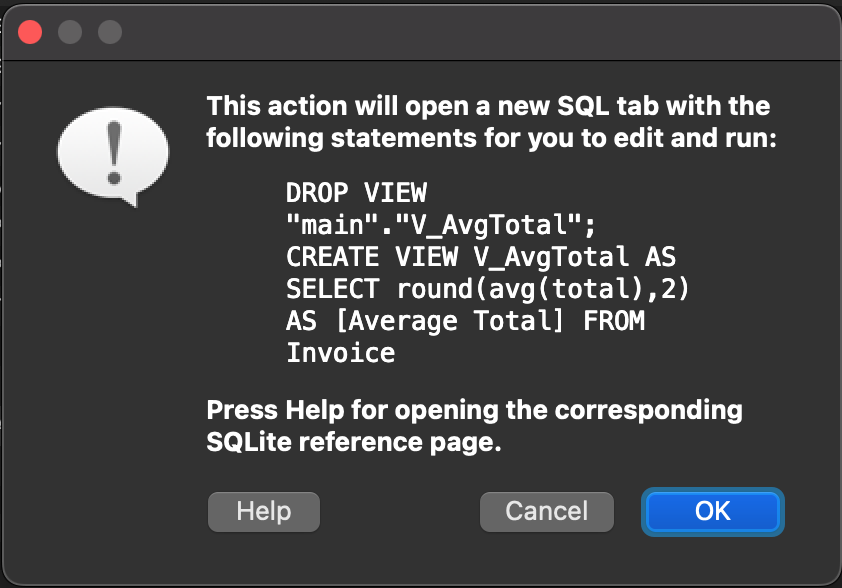 This action will open a new SQL tab with the
following statements for you to edit and run:
DROP VIEW
"main"."V_AvgTotal";
CREATE VIEW V_AvgTotal AS
SELECT round(avg(total),2)
AS [Average Total] FROM
Invoice
Press Help for opening the corresponding
SQLite reference page.
Help
Cancel
OK